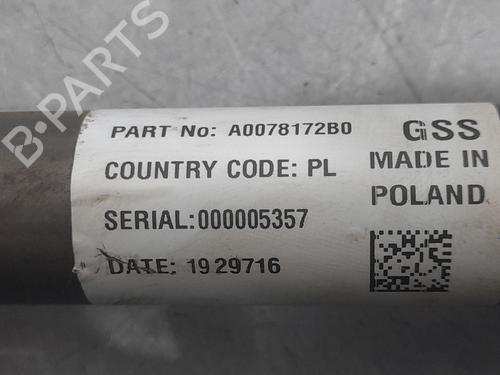 B-PARTS
PART No: A0078172B0
GSS
COUNTRY CODE: PL
MADE IN
POLAND
SERIAL:000005357
DATE: 1929716